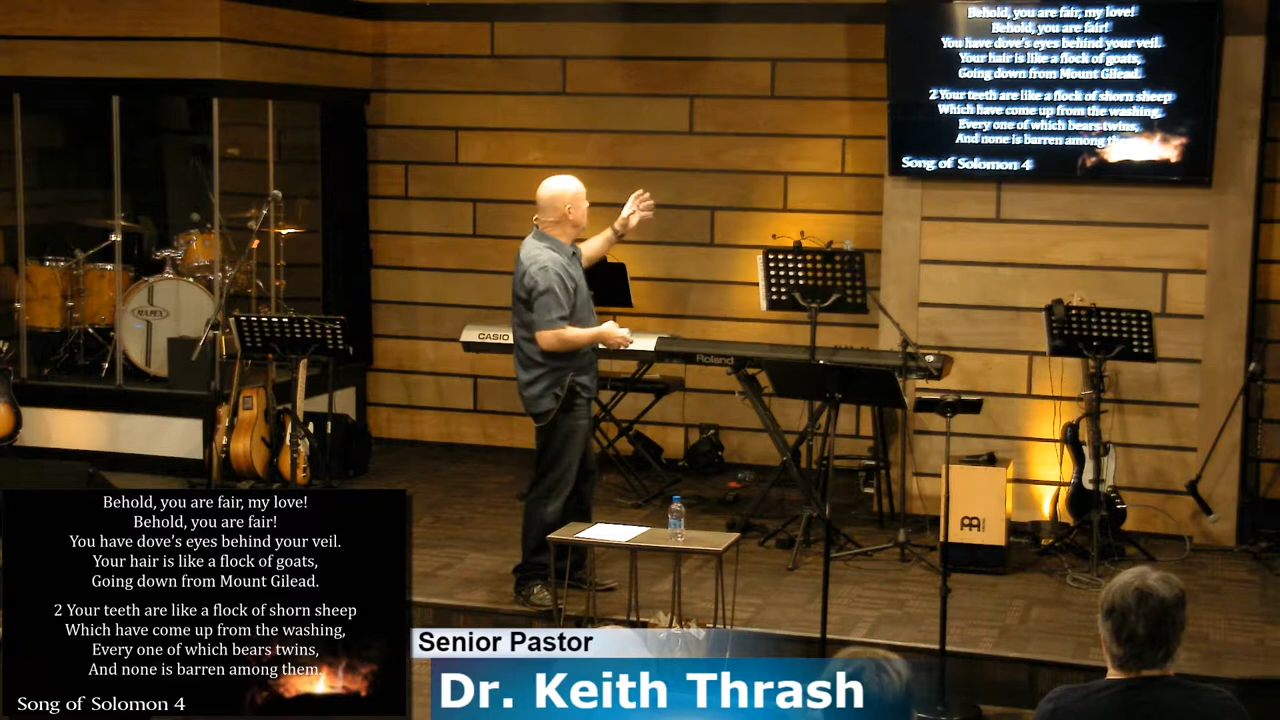 Behold, you are fair, my love!
Behold, you are fair!
You have dove's eyes behind your veil.
Your hair is like a flock of goats,
Going down from Mount Gilead.
2 Your teeth are like a flock of shorn sheep
Which have come up from the washing,
Every one of which bears twins,
And none is barren among
Song of Solomon 4
MAPEX
CASIO
Roland
Behold, you are fair, my love!
Behold, you are fair!
You have dove's eyes behind your veil.
Your hair is like a flock of goats,
Going down from Mount Gilead.
2 Your teeth are like a flock of shorn sheep
Which have come up from the washing,
Every one of which bears twins,
And none is barren among them.
Song of Solomon 4
Senior Pastor
Dr. Keith Thrash